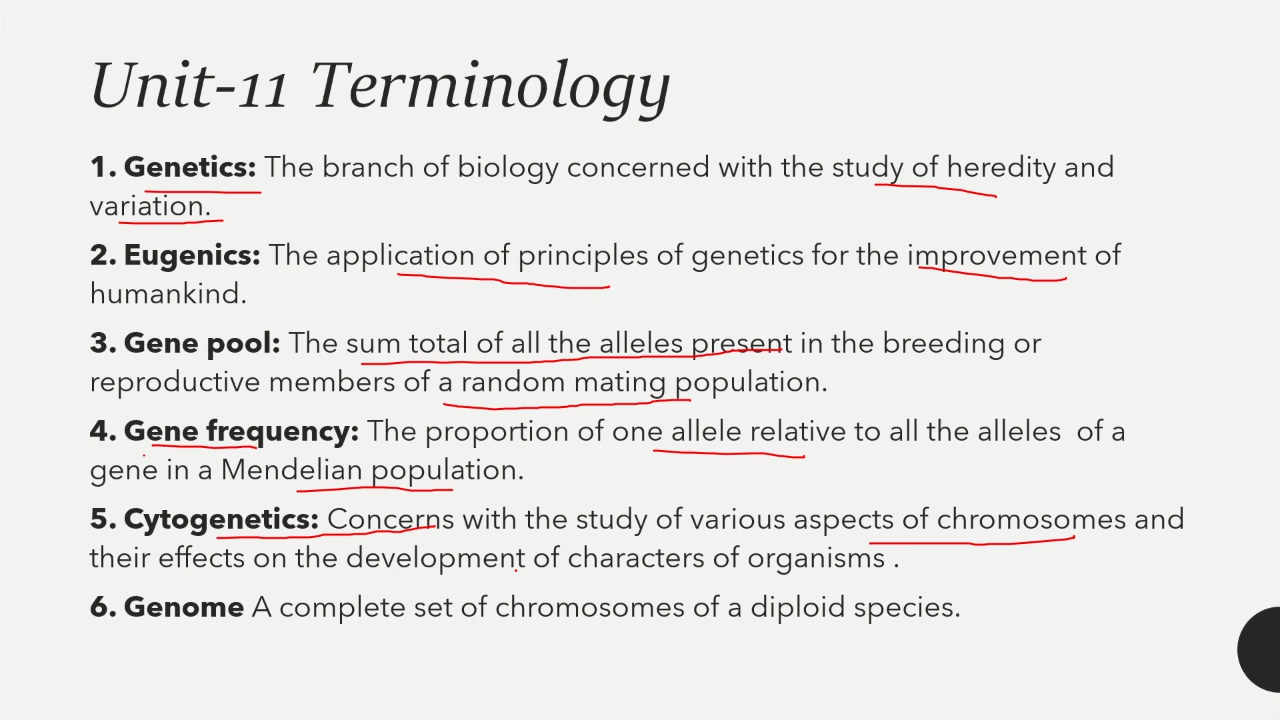 Unit-11 Terminology
1. Genetics: The branch of biology concerned with the study of heredity and
variation.
2. Eugenics: The application of principles of genetics for the improvement of
humankind.
3. Gene pool: The sum total of all the alleles present in the breeding or
reproductive members of a random mating population.
4. Gene frequency: The proportion of one allele relative to all the alleles  of a
gene in a Mendelian population.
5. Cytogenetics: Concerns with the study of various aspects of chromosomes and
their effects on the development of characters of organisms .
6. Genome A complete set of chromosomes of a diploid species.